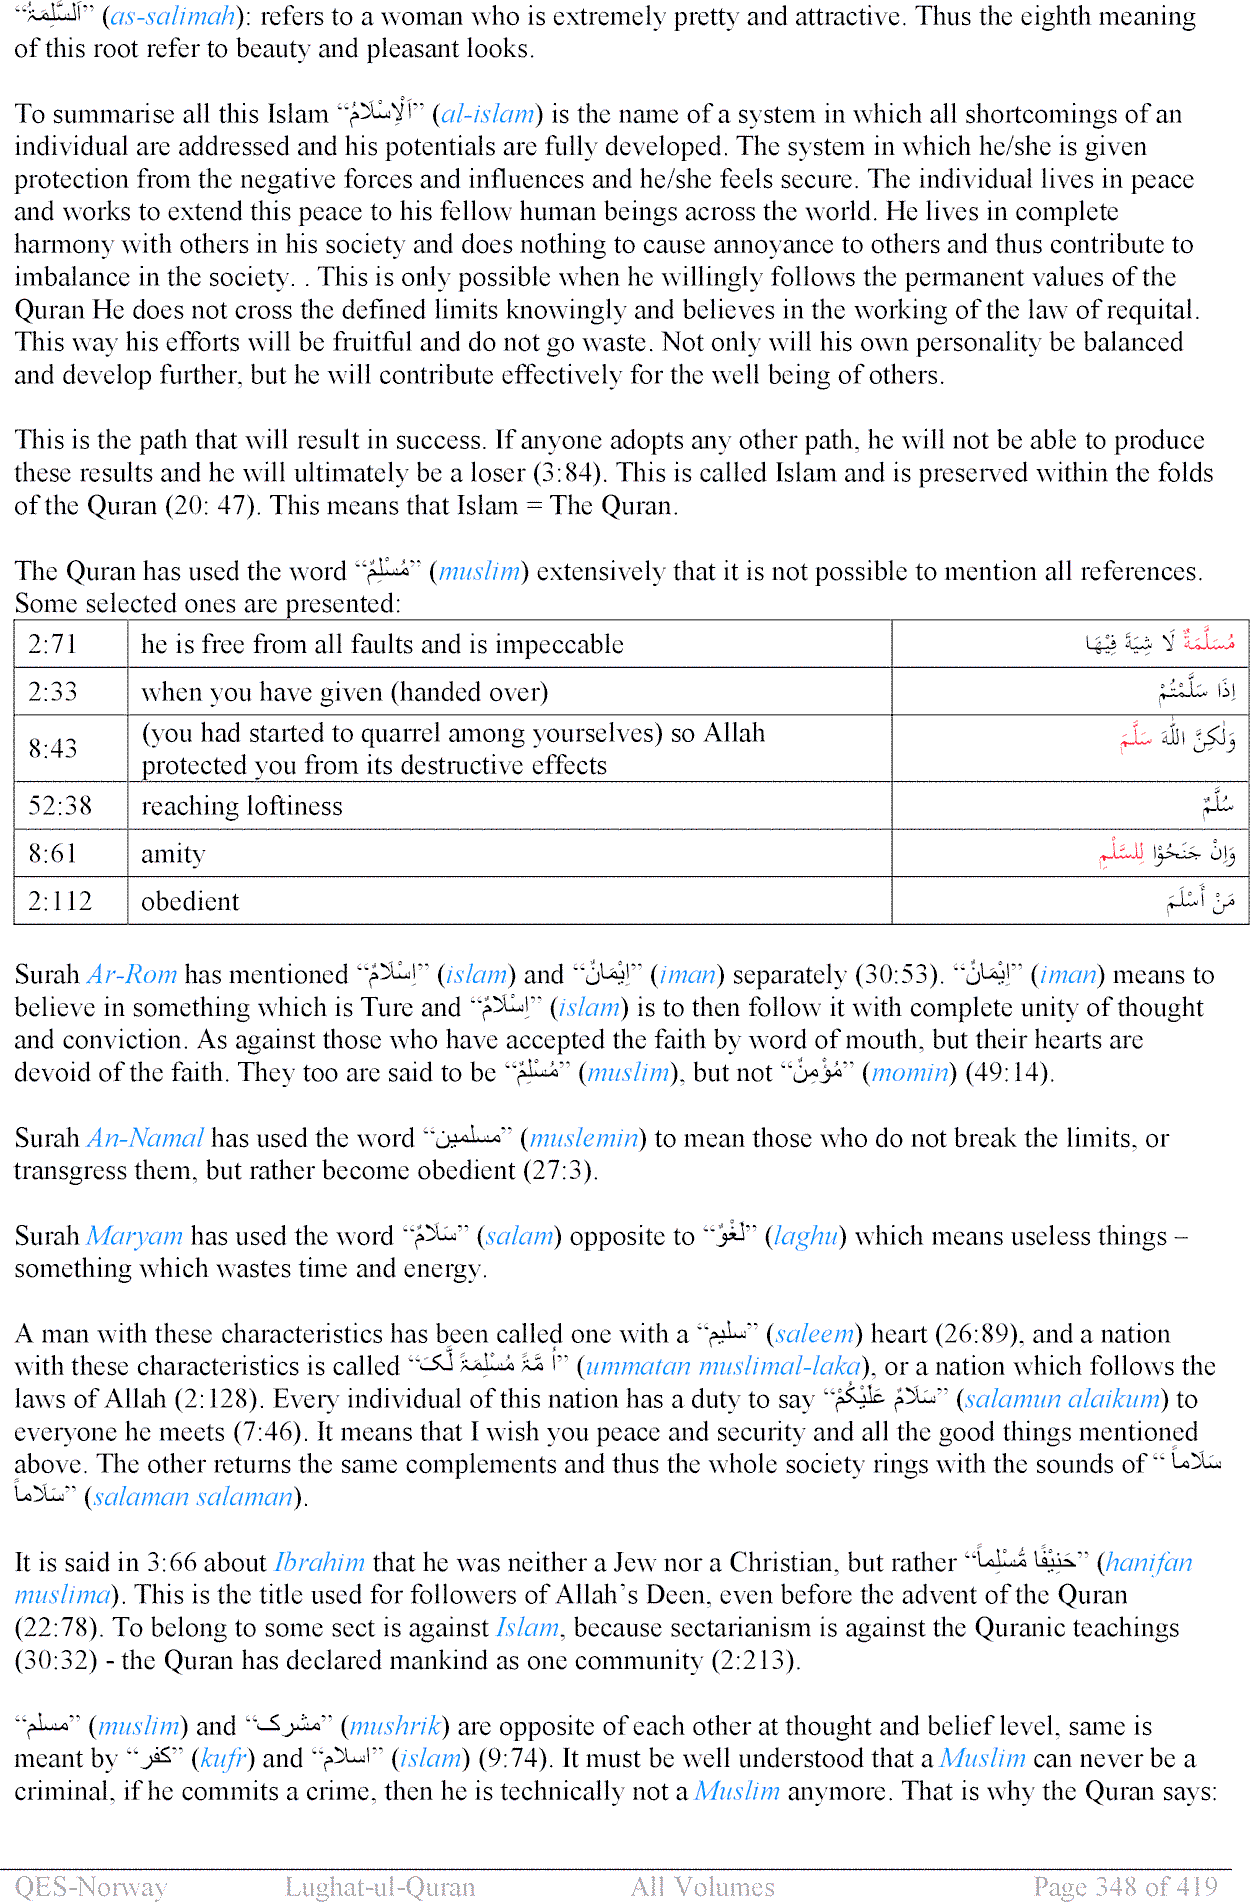 “اَلسَّلِمَۃُ” (as-salimah): refers to a woman who is extremely pretty and attractive. Thus the eighth meaning
of this root refer to beauty and pleasant looks.
To summarise all this Islam “اَلْاِسْلَامُ” (al-islam) is the name of a system in which all shortcomings of an
individual are addressed and his potentials are fully developed. The system in which he/she is given
protection from the negative forces and influences and he/she feels secure. The individual lives in peace
and works to extend this peace to his fellow human beings across the world. He lives in complete
harmony with others in his society and does nothing to cause annoyance to others and thus contribute to
imbalance in the society. . This is only possible when he willingly follows the permanent values of the
Quran He does not cross the defined limits knowingly and believes in the working of the law of requital.
This way his efforts will be fruitful and do not go waste. Not only will his own personality be balanced
and develop further, but he will contribute effectively for the well being of others.
This is the path that will result in success. If anyone adopts any other path, he will not be able to produce
these results and he will ultimately be a loser (3:84). This is called Islam and is preserved within the folds
of the Quran (20: 47). This means that Islam = The Quran.
The Quran has used the word “مُسْلِمٌ” (muslim) extensively that it is not possible to mention all references.
Some selected ones are presented:
2:71 he is free from all faults and is impeccable مُسَلَّمَةٌ لَا شِيَةَ فِيْهَا
2:33 when you have given (handed over) اِذَا سَلَّمْتُمْ
8:43 (you had started to quarrel among yourselves) so Allah
protected you from its destructive effects وَلٰكِنَّ اللّٰهَ سَلَّمَ
52:38 reaching loftiness سُلَّمٌ
8:61 amity وَاِنْ جَنَحُوْا لِلسَّلْمِ
2:112 obedient مَنْ أَسْلَمَ
Surah Ar-Rom has mentioned “اِسْلَامٌ” (islam) and “اِيْمَانٌ” (iman) separately (30:53). “اِيْمَانٌ” (iman) means to
believe in something which is Ture and “اِسْلَامٌ” (islam) is to then follow it with complete unity of thought
and conviction. As against those who have accepted the faith by word of mouth, but their hearts are
devoid of the faith. They too are said to be “مُسْلِمٌ” (muslim), but not “مُؤْمِنٌ” (momin) (49:14).
Surah An-Namal has used the word “مسلمین” (muslemin) to mean those who do not break the limits, or
transgress them, but rather become obedient (27:3).
Surah Maryam has used the word “سَلَامٌ” (salam) opposite to “لَغْوٌ” (laghu) which means useless things –
something which wastes time and energy.
A man with these characteristics has been called one with a “سلیم” (saleem) heart (26:89), and a nation
with these characteristics is called “اُ مَّۃً مُسْلِمَۃً لَّکَ” (ummatan muslimal-laka), or a nation which follows the
laws of Allah (2:128). Every individual of this nation has a duty to say “سَلَامٌ عَلَیْکُمْ” (salamun alaikum) to
everyone he meets (7:46). It means that I wish you peace and security and all the good things mentioned
above. The other returns the same complements and thus the whole society rings with the sounds of “ سَلَاماً
سَلَاماً” (salaman salaman).
It is said in 3:66 about Ibrahim that he was neither a Jew nor a Christian, but rather “حَنِیْفًا مُّسْلِماً” (hanifan
muslima). This is the title used for followers of Allah’s Deen, even before the advent of the Quran
(22:78). To belong to some sect is against Islam, because sectarianism is against the Quranic teachings
(30:32) - the Quran has declared mankind as one community (2:213).
“مسلم” (muslim) and “مشرک” (mushrik) are opposite of each other at thought and belief level, same is
meant by “کفر” (kufr) and “اسلام” (islam) (9:74). It must be well understood that a Muslim can never be a
criminal, if he commits a crime, then he is technically not a Muslim anymore. That is why the Quran says:
QES-Norway Lughat-ul-Quran All Volumes Page 348 of 419